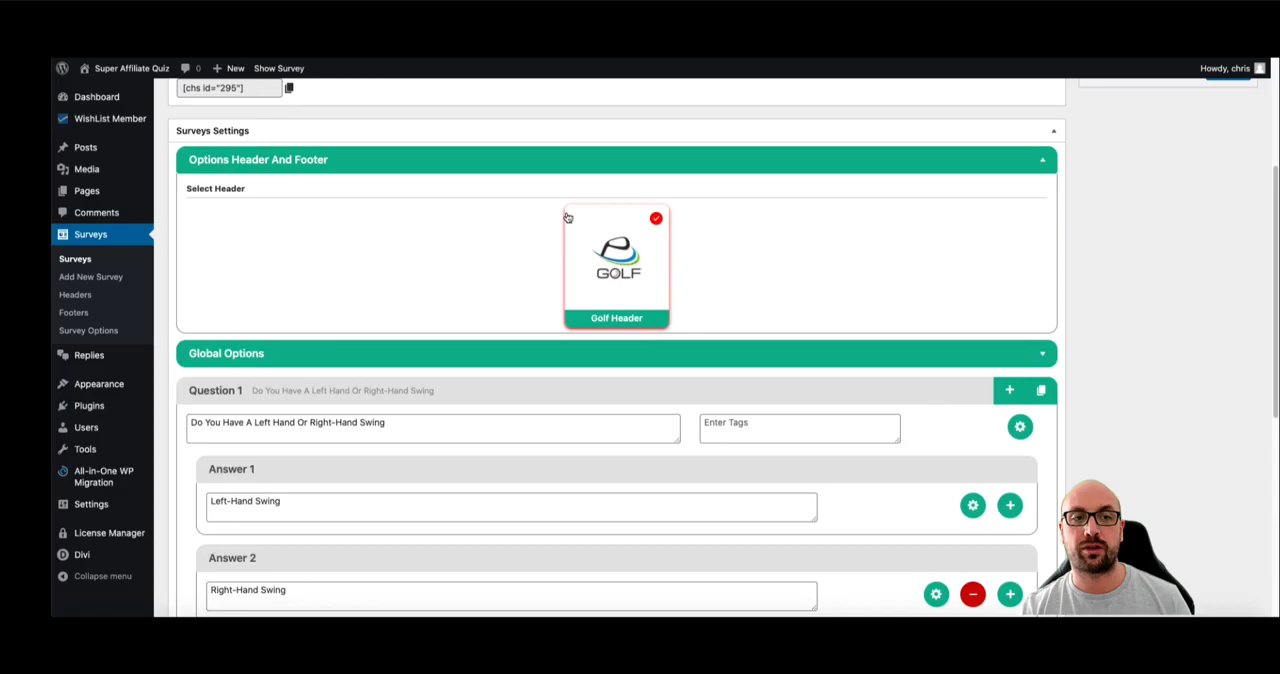 Super Affiliate Quiz 0 New Show Survey Howdy, chris
[chs id="295"]
Dashboard
WishList Member
Posts
Media
Pages
Comments
Surveys
Surveys
Add New Survey
Headers
Footers
Survey Options
Replies
Appearance
Plugins
Users
Tools
All-in-One WP
Migration
Settings
License Manager
Divi
Collapse menu
Surveys Settings
Options Header And Footer
Select Header
GOLF
Golf Header
Global Options
Question 1 Do You Have A Left Hand Or Right-Hand Swing
Do You Have A Left Hand Or Right-Hand Swing
Enter Tags
Answer 1
Left-Hand Swing
Answer 2
Right-Hand Swing